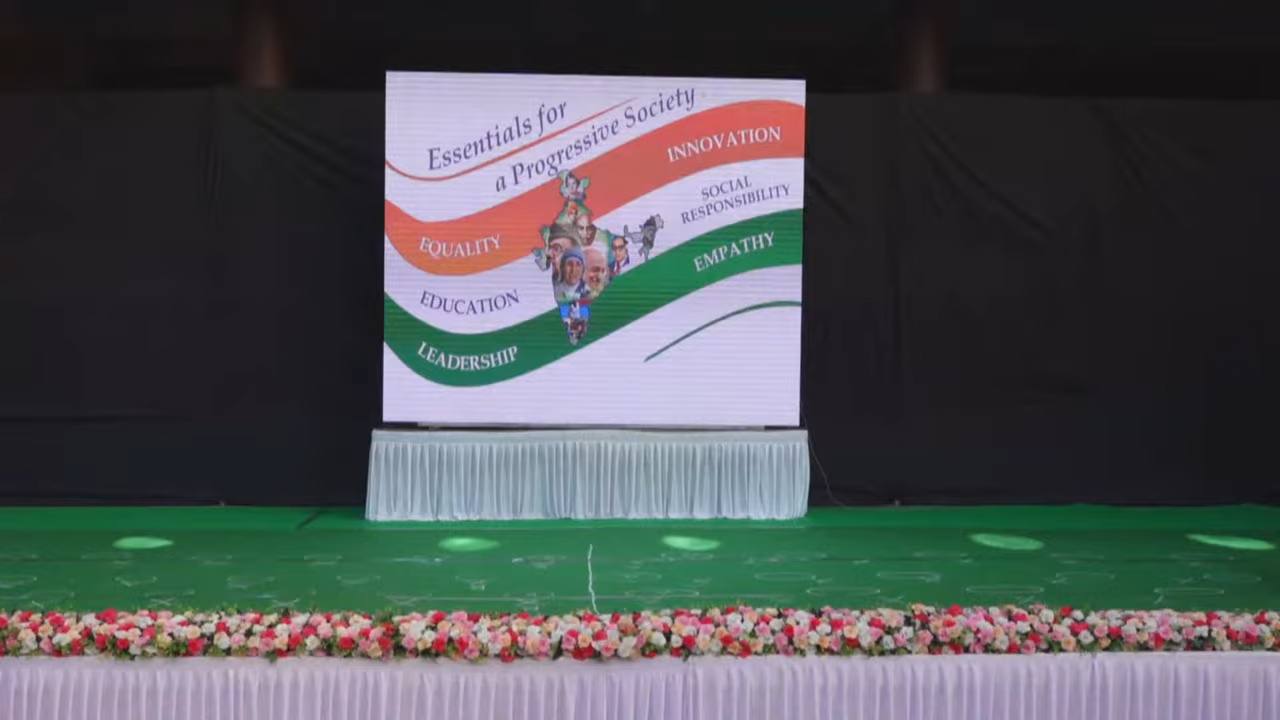 Essentials for
a Progressive Society
INNOVATION
SOCIAL
RESPONSIBILITY
EMPATHY
EQUALITY
EDUCATION
LEADERSHIP